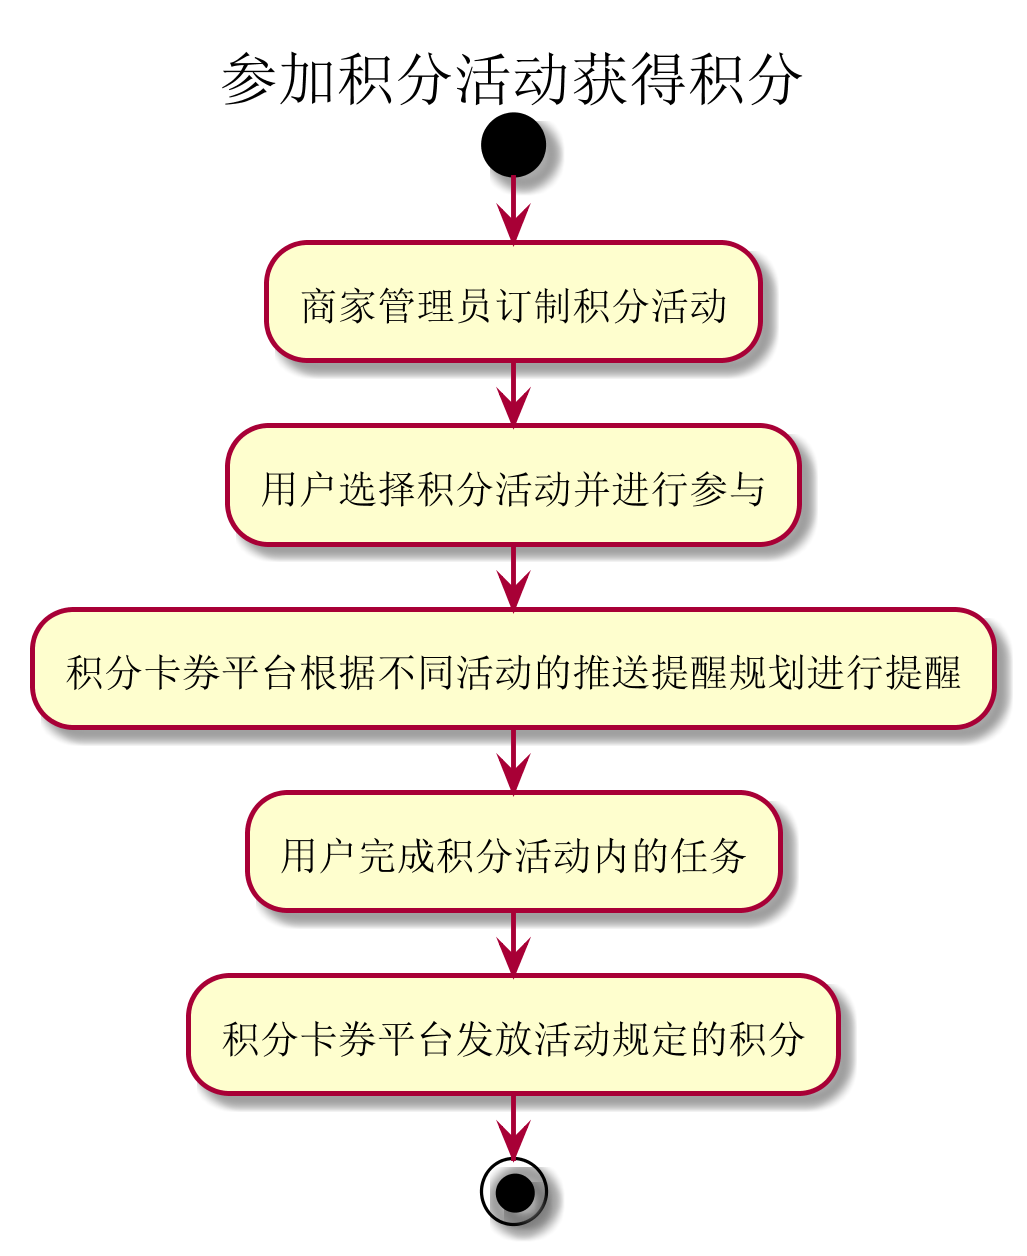 参加积分活动获得积分
商家管理员订制积分活动
用户选择积分活动并进行参与
积分卡券平台根据不同活动的推送提醒规划进行提醒
用户完成积分活动内的任务
积分卡券平台发放活动规定的积分